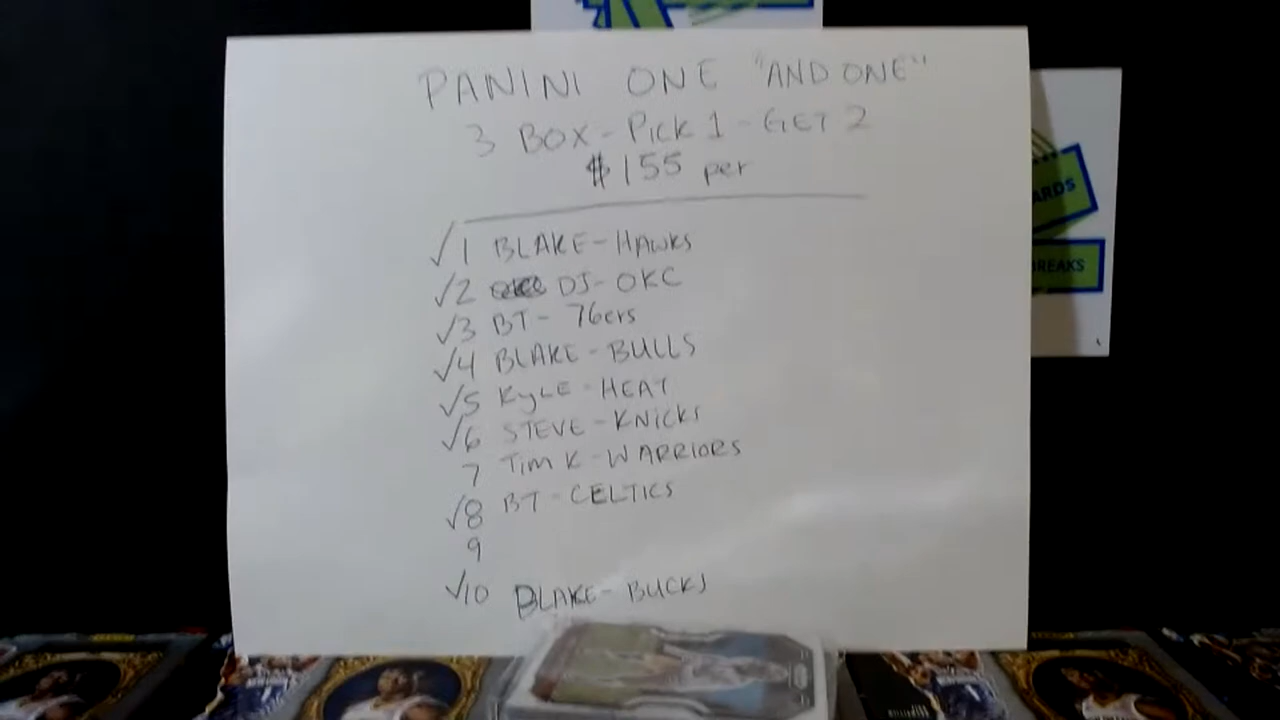 PANINI ONE "AND ONE"
3 BOX - PICK 1 - GET 2
$155 per
√1 BLAKE - HAWKS
√2 DJ - OKC
√3 BT - 76ers
√4 BLAKE - BULLS
√5 KYLE - HEAT
√6 STEVE - KNICKS
7 TIM K - WARRIORS
√8 BT - CELTICS
9
√10 BLAKE - BUCKS
ARDS
BREAKS